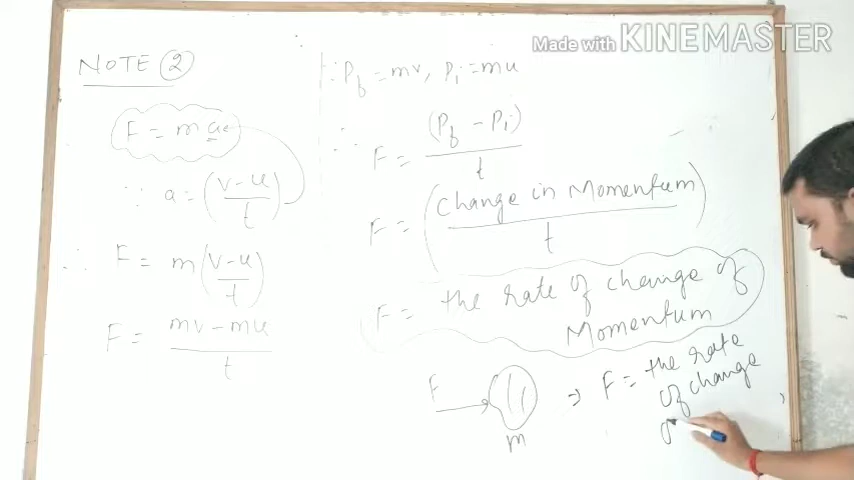 Made with KINEMASTER
NOTE (2)
F = ma
∵ a = (v-u / t)
∴ F = m (v-u / t)
F = mv - mu / t
∵ Pf = mv, Pi = mu
∴ F = (Pf - Pi) / t
F = (Change in Momentum / t)
F = the rate of change of
Momentum
F
m
⇒ F = the rate
of change